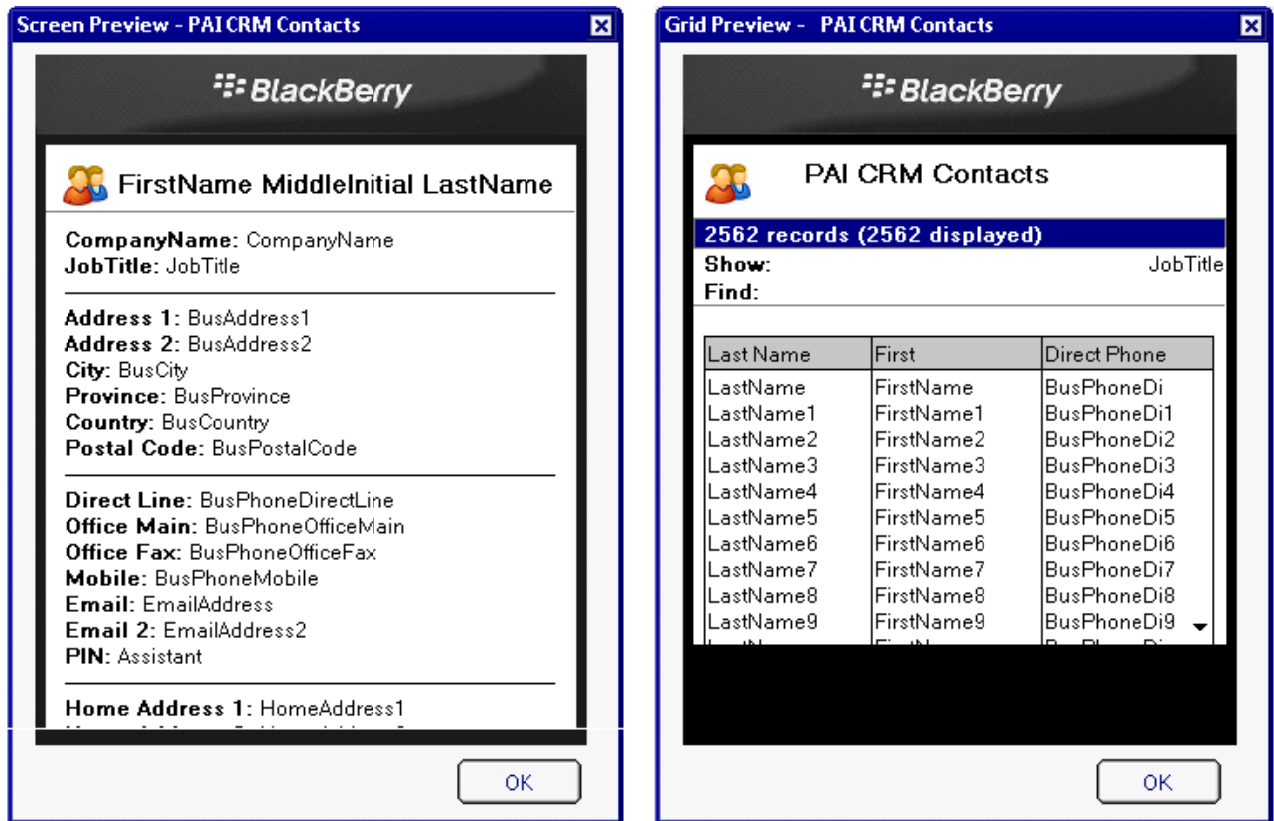 Screen Preview - PAI CRM Contacts
BlackBerry
FirstName MiddleInitial LastName
CompanyName: CompanyName
JobTitle: JobTitle
Address 1: BusAddress1
Address 2: BusAddress2
City: BusCity
Province: BusProvince
Country: BusCountry
Postal Code: BusPostalCode
Direct Line: BusPhoneDirectLine
Office Main: BusPhoneOfficeMain
Office Fax: BusPhoneOfficeFax
Mobile: BusPhoneMobile
Email: EmailAddress
Email 2: EmailAddress2
PIN: Assistant
Home Address 1: HomeAddress1
OK
Grid Preview - PAI CRM Contacts
BlackBerry
PAI CRM Contacts
2562 records (2562 displayed)
Show: JobTitle
Find:
Last Name First Direct Phone
LastName FirstName BusPhoneDi
LastName1 FirstName1 BusPhoneDi1
LastName2 FirstName2 BusPhoneDi2
LastName3 FirstName3 BusPhoneDi3
LastName4 FirstName4 BusPhoneDi4
LastName5 FirstName5 BusPhoneDi5
LastName6 FirstName6 BusPhoneDi6
LastName7 FirstName7 BusPhoneDi7
LastName8 FirstName8 BusPhoneDi8
LastName9 FirstName9 BusPhoneDi9
OK